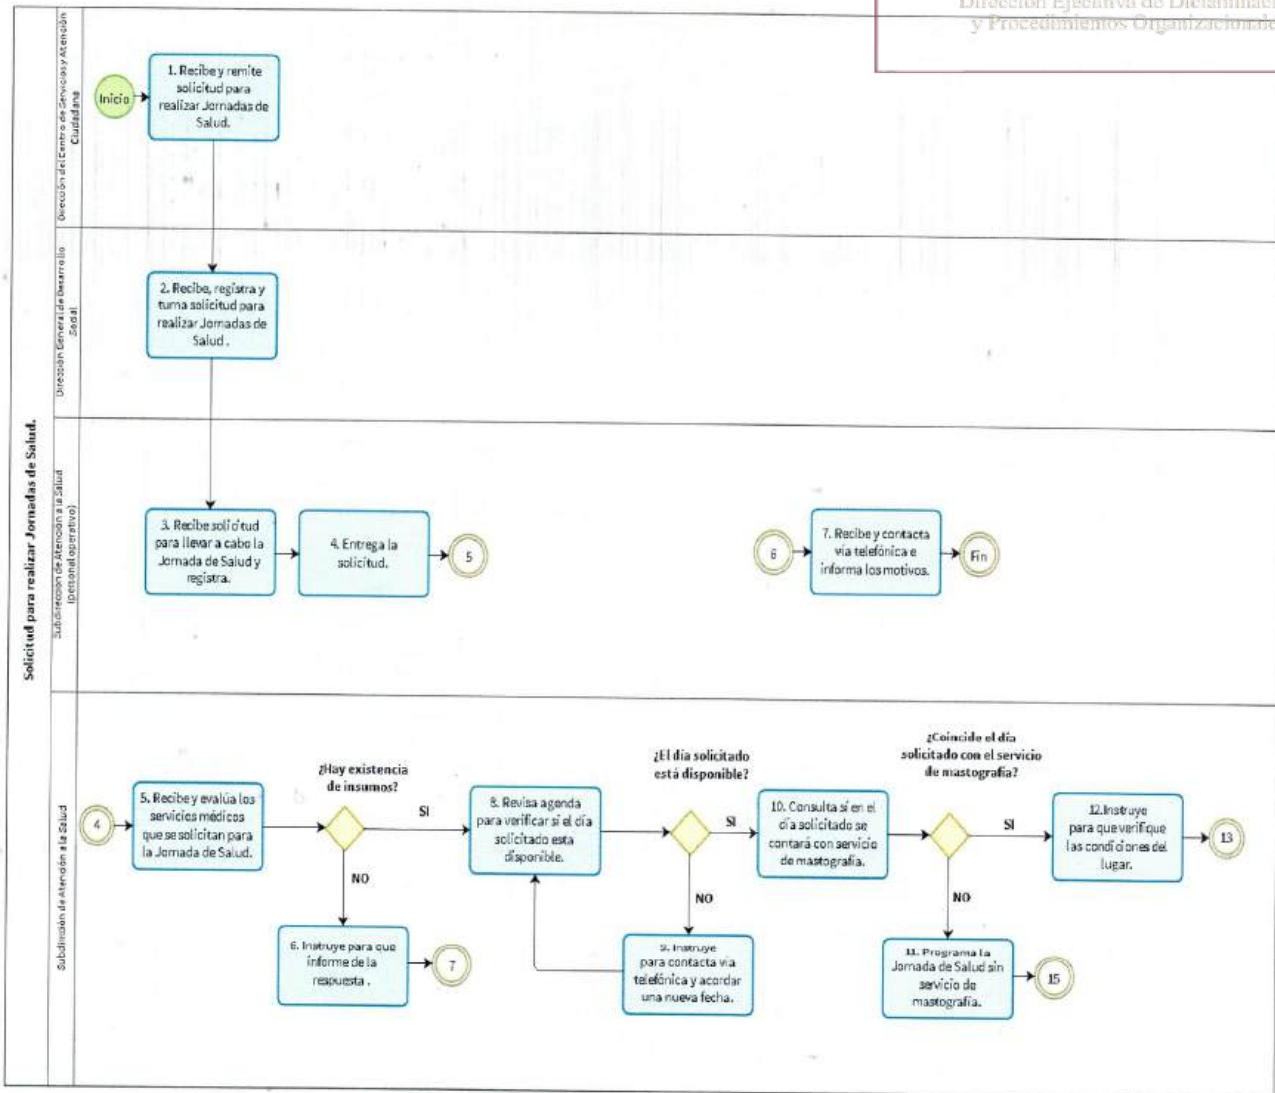 Dirección Ejecutiva de Dictaminac
y Procedimientos Organizacionale
Solicitud para realizar Jornadas de Salud.
Dirección del Centro de Servicios y Atención
Ciudadana
Inicio
1. Recibe y remite
solicitud para
realizar Jornadas de
Salud.
Dirección General de Desarrollo
Social
2. Recibe, registra y
turna solicitud para
realizar Jornadas de
Salud .
Subdirección de Atención a la Salud
(personal operativo)
3. Recibe solicitud
para llevar a cabo la
Jornada de Salud y
registra.
4. Entrega la
solicitud.
5
6
7. Recibe y contacta
vía telefónica e
informa los motivos.
Fin
Subdirección de Atención a la Salud
4
5. Recibe y evalúa los
servicios médicos
que se solicitan para
la Jornada de Salud.
¿Hay existencia
de insumos?
SI
NO
6. Instruye para que
informe de la
respuesta .
7
8. Revisa agenda
para verificar si el día
solicitado esta
disponible.
¿El día solicitado
está disponible?
SI
NO
9. Instruye
para contacta via
telefónica y acordar
una nueva fecha.
10. Consulta sí en el
día solicitado se
contará con servicio
de mastografía.
¿Coincide el día
solicitado con el servicio
de mastografía?
SI
NO
11. Programa la
Jornada de Salud sin
servicio de
mastografía.
15
12.Instruye
para que verifique
las condiciones del
lugar.
13